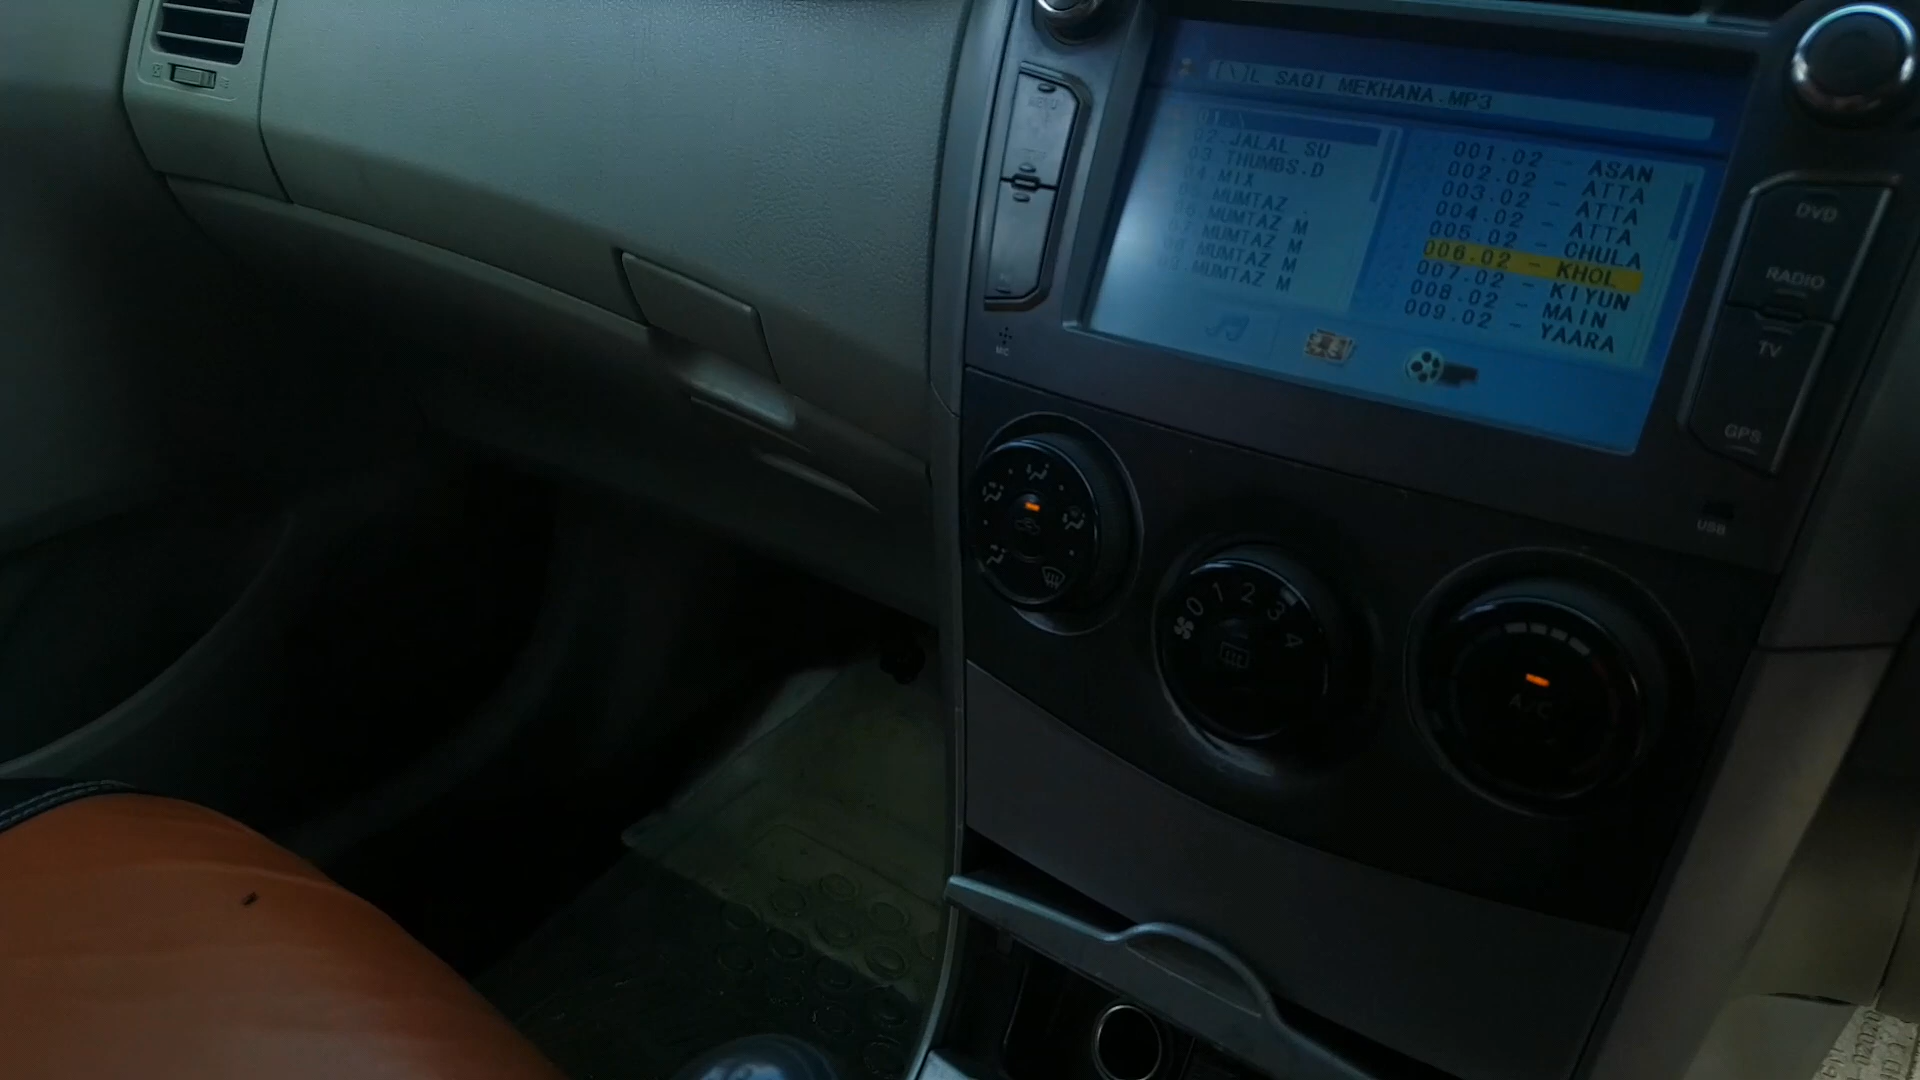 MENU
[\]L SAQI MEKHANA.MP3
01.\
02.JALAL SU
03.THUMBS.D
04.MIX
05.MUMTAZ .
06.MUMTAZ M
07.MUMTAZ M
08.MUMTAZ M
09.MUMTAZ M
001.02 - ASAN
002.02 - ATTA
003.02 - ATTA
004.02 - ATTA
005.02 - CHULA
006.02 - KHOL
007.02 - KIYUN
008.02 - MAIN
009.02 - YAARA
DVD
RADIO
TV
GPS
MIC
USB
0 1 2 3 4
A/C